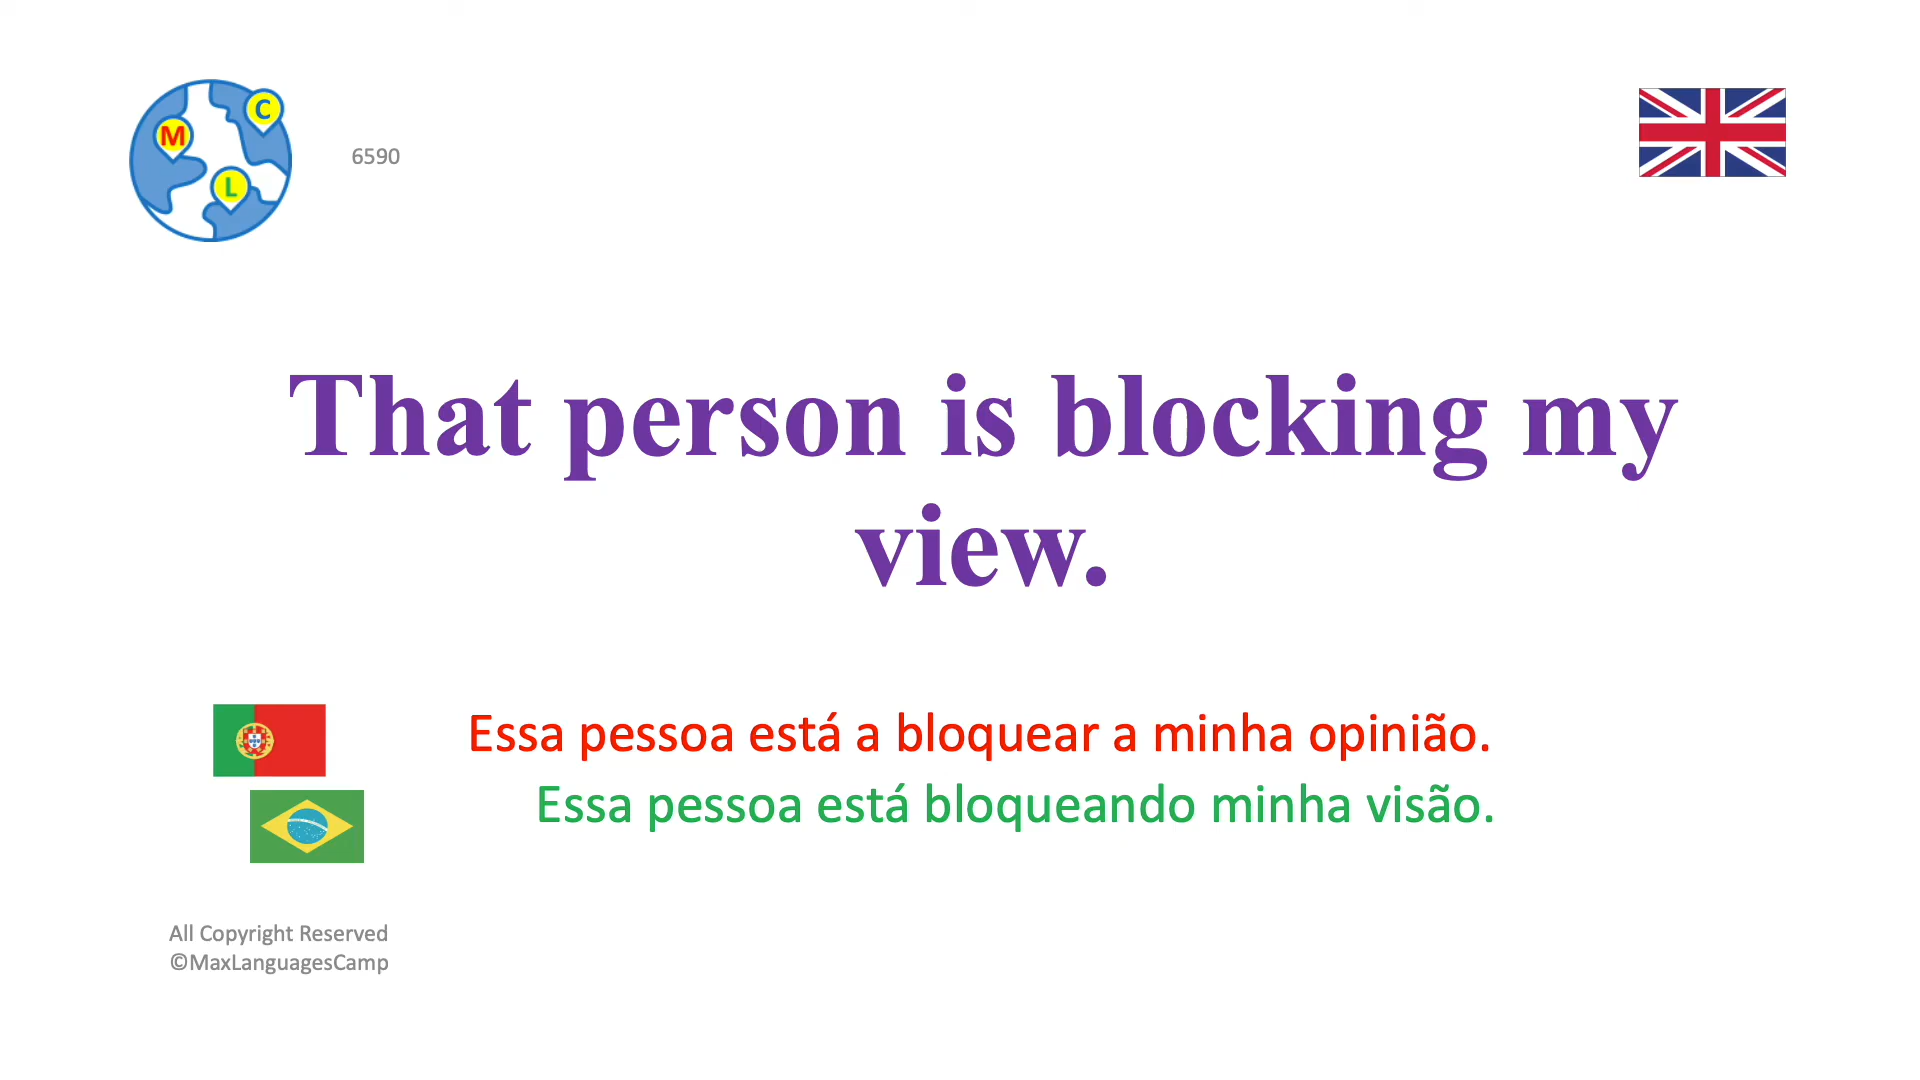 M
C
L
6590
That person is blocking my
view.
Essa pessoa está a bloquear a minha opinião.
Essa pessoa está bloqueando minha visão.
All Copyright Reserved
©MaxLanguagesCamp